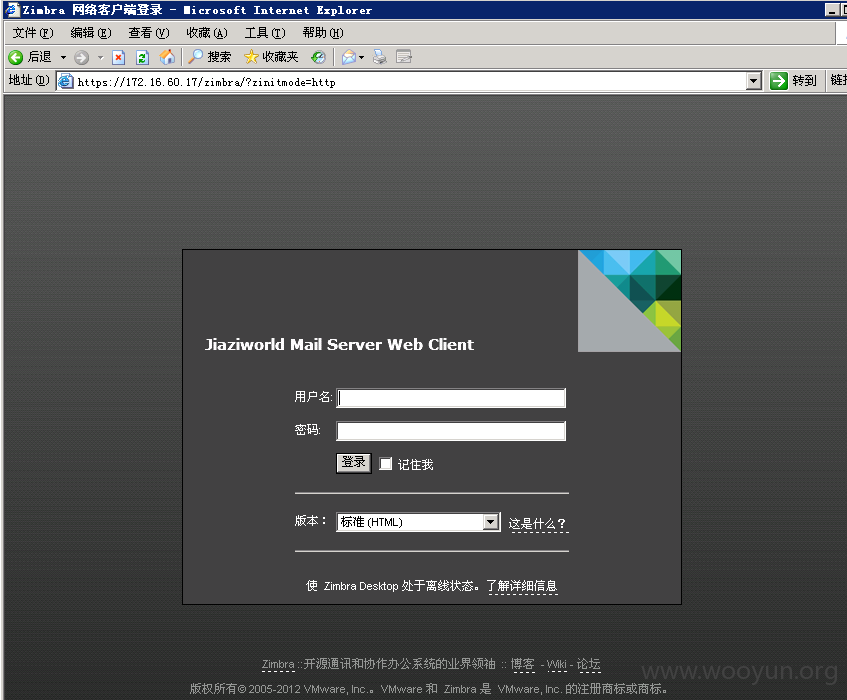 Zimbra 网络客户端登录 - Microsoft Internet Explorer
文件(F) 编辑(E) 查看(V) 收藏(A) 工具(T) 帮助(H)
后退 搜索 收藏夹
地址(D) https://172.16.60.17/zimbra/?zinitmode=http 转到 链接
Jiaziworld Mail Server Web Client
用户名:
密码:
登录 记住我
版本: 标准 (HTML) 这是什么?
使 Zimbra Desktop 处于离线状态。了解详细信息
Zimbra ::开源通讯和协作办公系统的业界领袖 :: 博客 - Wiki - 论坛
版权所有© 2005-2012 VMware, Inc.。VMware 和 Zimbra 是 VMware, Inc. 的注册商标或商标。
www.wooyun.org